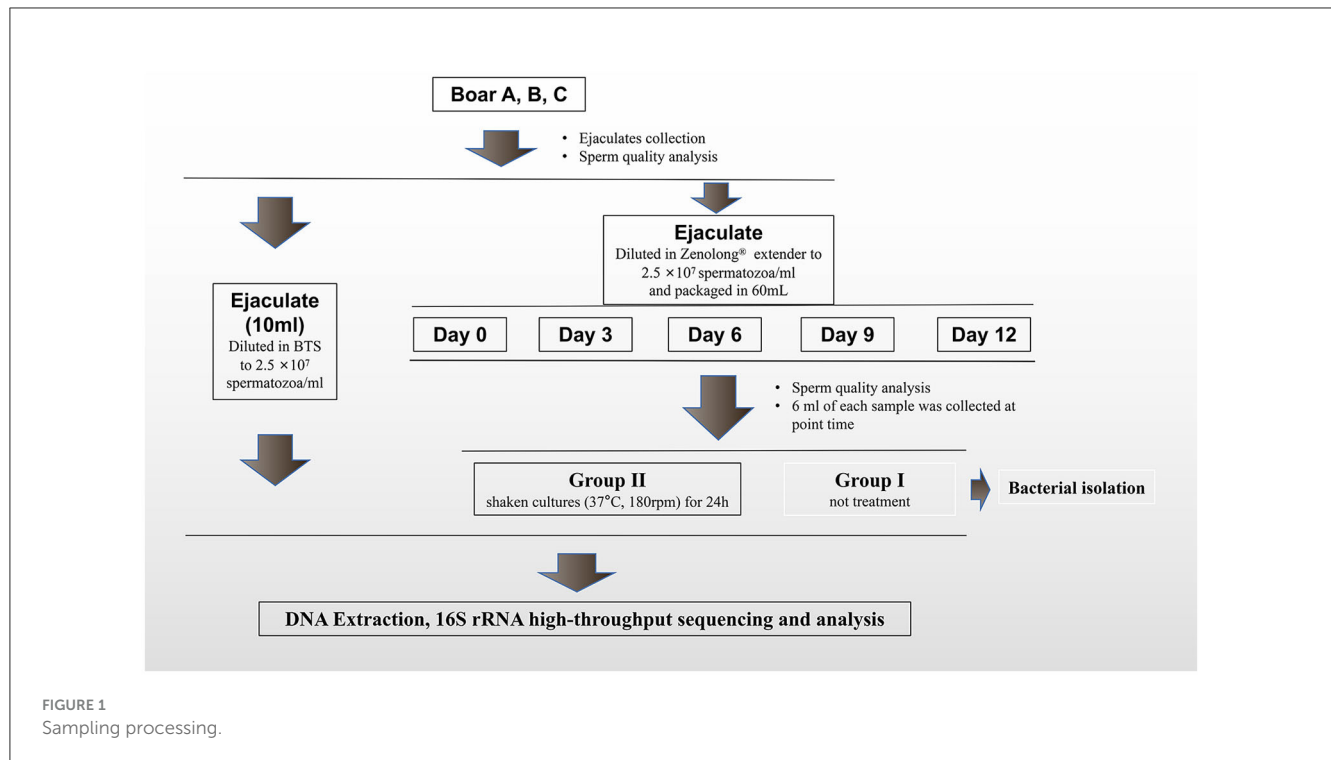 Boar A, B, C
• Ejaculates collection
• Sperm quality analysis
Ejaculate
Diluted in Zenolong® extender to
2.5 ×10⁷ spermatozoa/ml
and packaged in 60mL
Ejaculate
(10ml)
Diluted in BTS
to 2.5 ×10⁷
spermatozoa/ml
Day 0
Day 3
Day 6
Day 9
Day 12
• Sperm quality analysis
• 6 ml of each sample was collected at
point time
Group II
shaken cultures (37°C, 180rpm) for 24h
Group I
not treatment
Bacterial isolation
DNA Extraction, 16S rRNA high-throughput sequencing and analysis
FIGURE 1
Sampling processing.